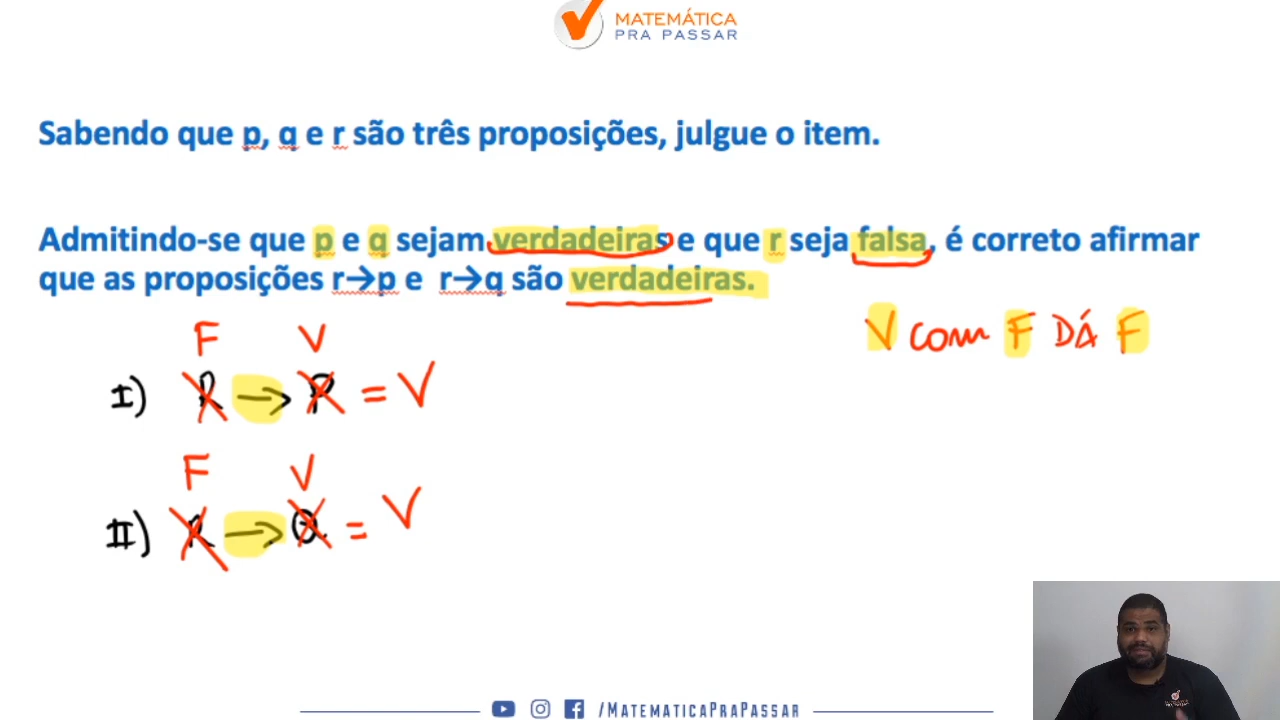 MATEMÁTICA
PRA PASSAR
Sabendo que p, q e r são três proposições, julgue o item.
Admitindo-se que p e q sejam verdadeiras e que r seja falsa, é correto afirmar
que as proposições r→p e r→q são verdadeiras.
V com F DÁ F
F V
I) R → P = V
F V
II) R → Q = V
/MATEMATICAPRAPASSAR